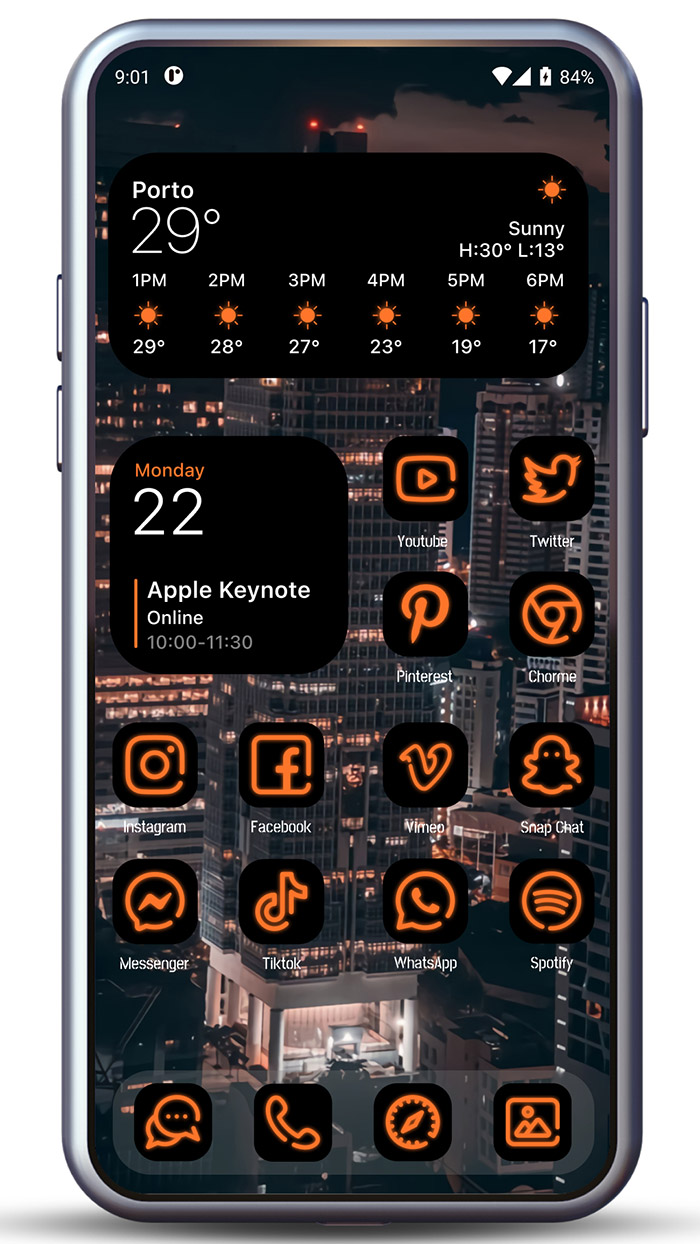 9:01 84%
Porto
29°
Sunny
H:30° L:13°
1PM 2PM 3PM 4PM 5PM 6PM
29° 28° 27° 23° 19° 17°
Monday
22
Apple Keynote
Online
10:00-11:30
Youtube Twitter
Pinterest Chorme
Instagram Facebook Vimeo Snap Chat
Messenger Tiktok WhatsApp Spotify